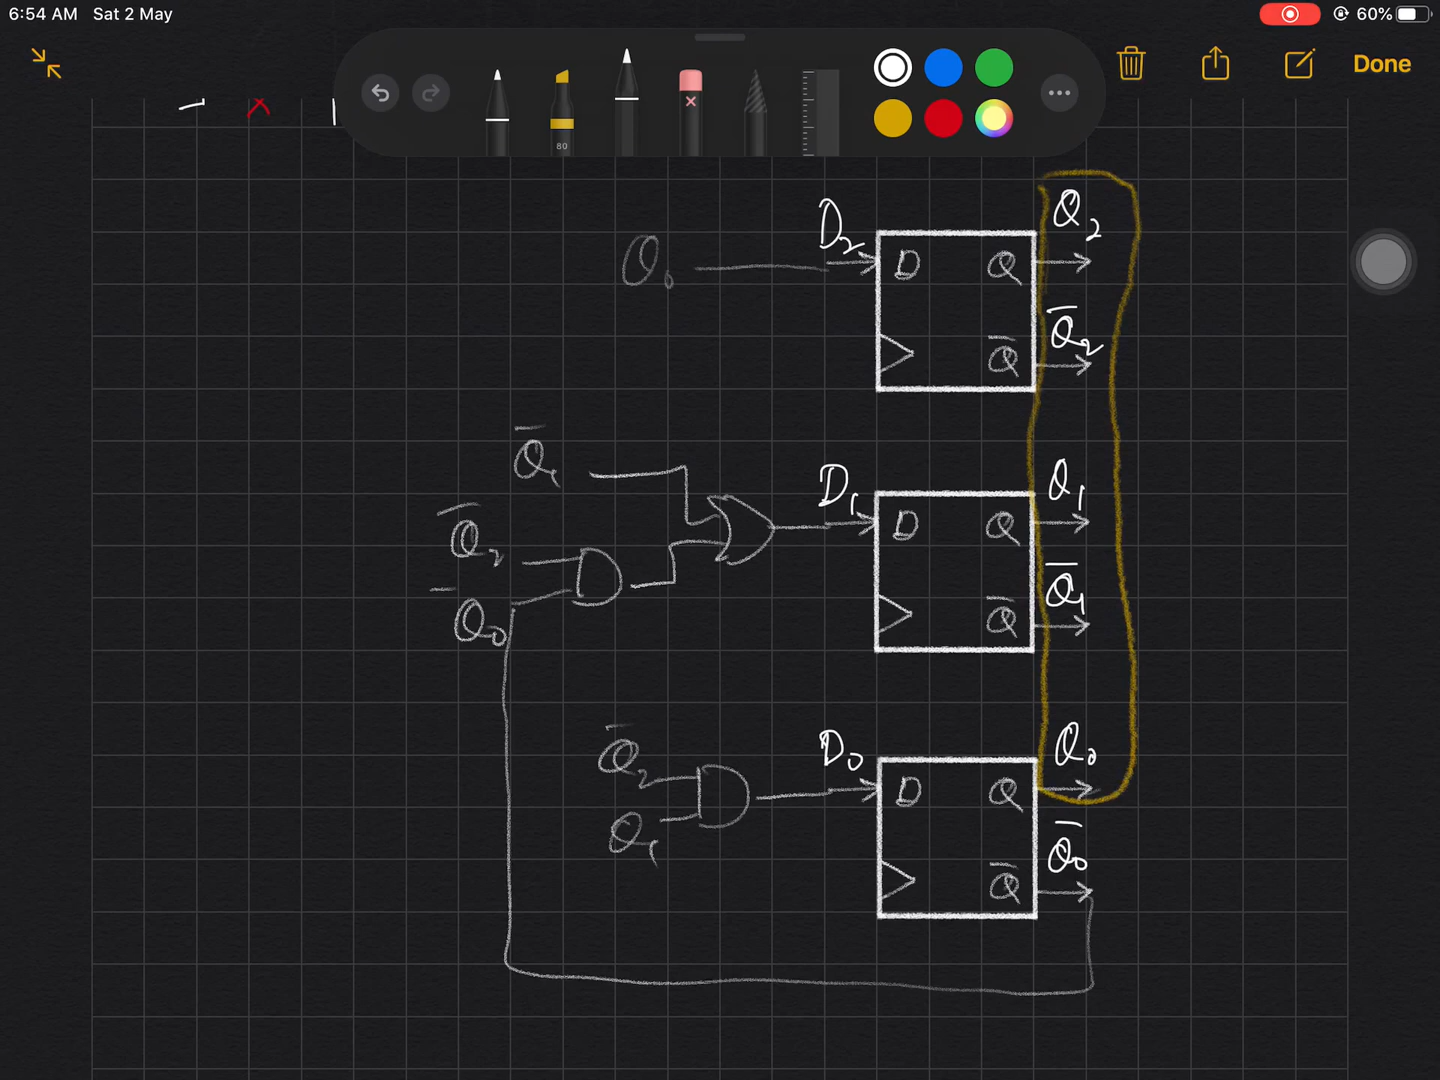 6:54 AM Sat 2 May 60%
Done
80
Q₂
D₂
Q₀ D Q
Q̅₂
Q̅
Q̅₁
Q₁
D₁
Q̅₂ D Q
Q̅₁
Q̅₀ Q̅
Q̅₂ D₀ Q₀
D Q
Q₁
Q̅₀
Q̅